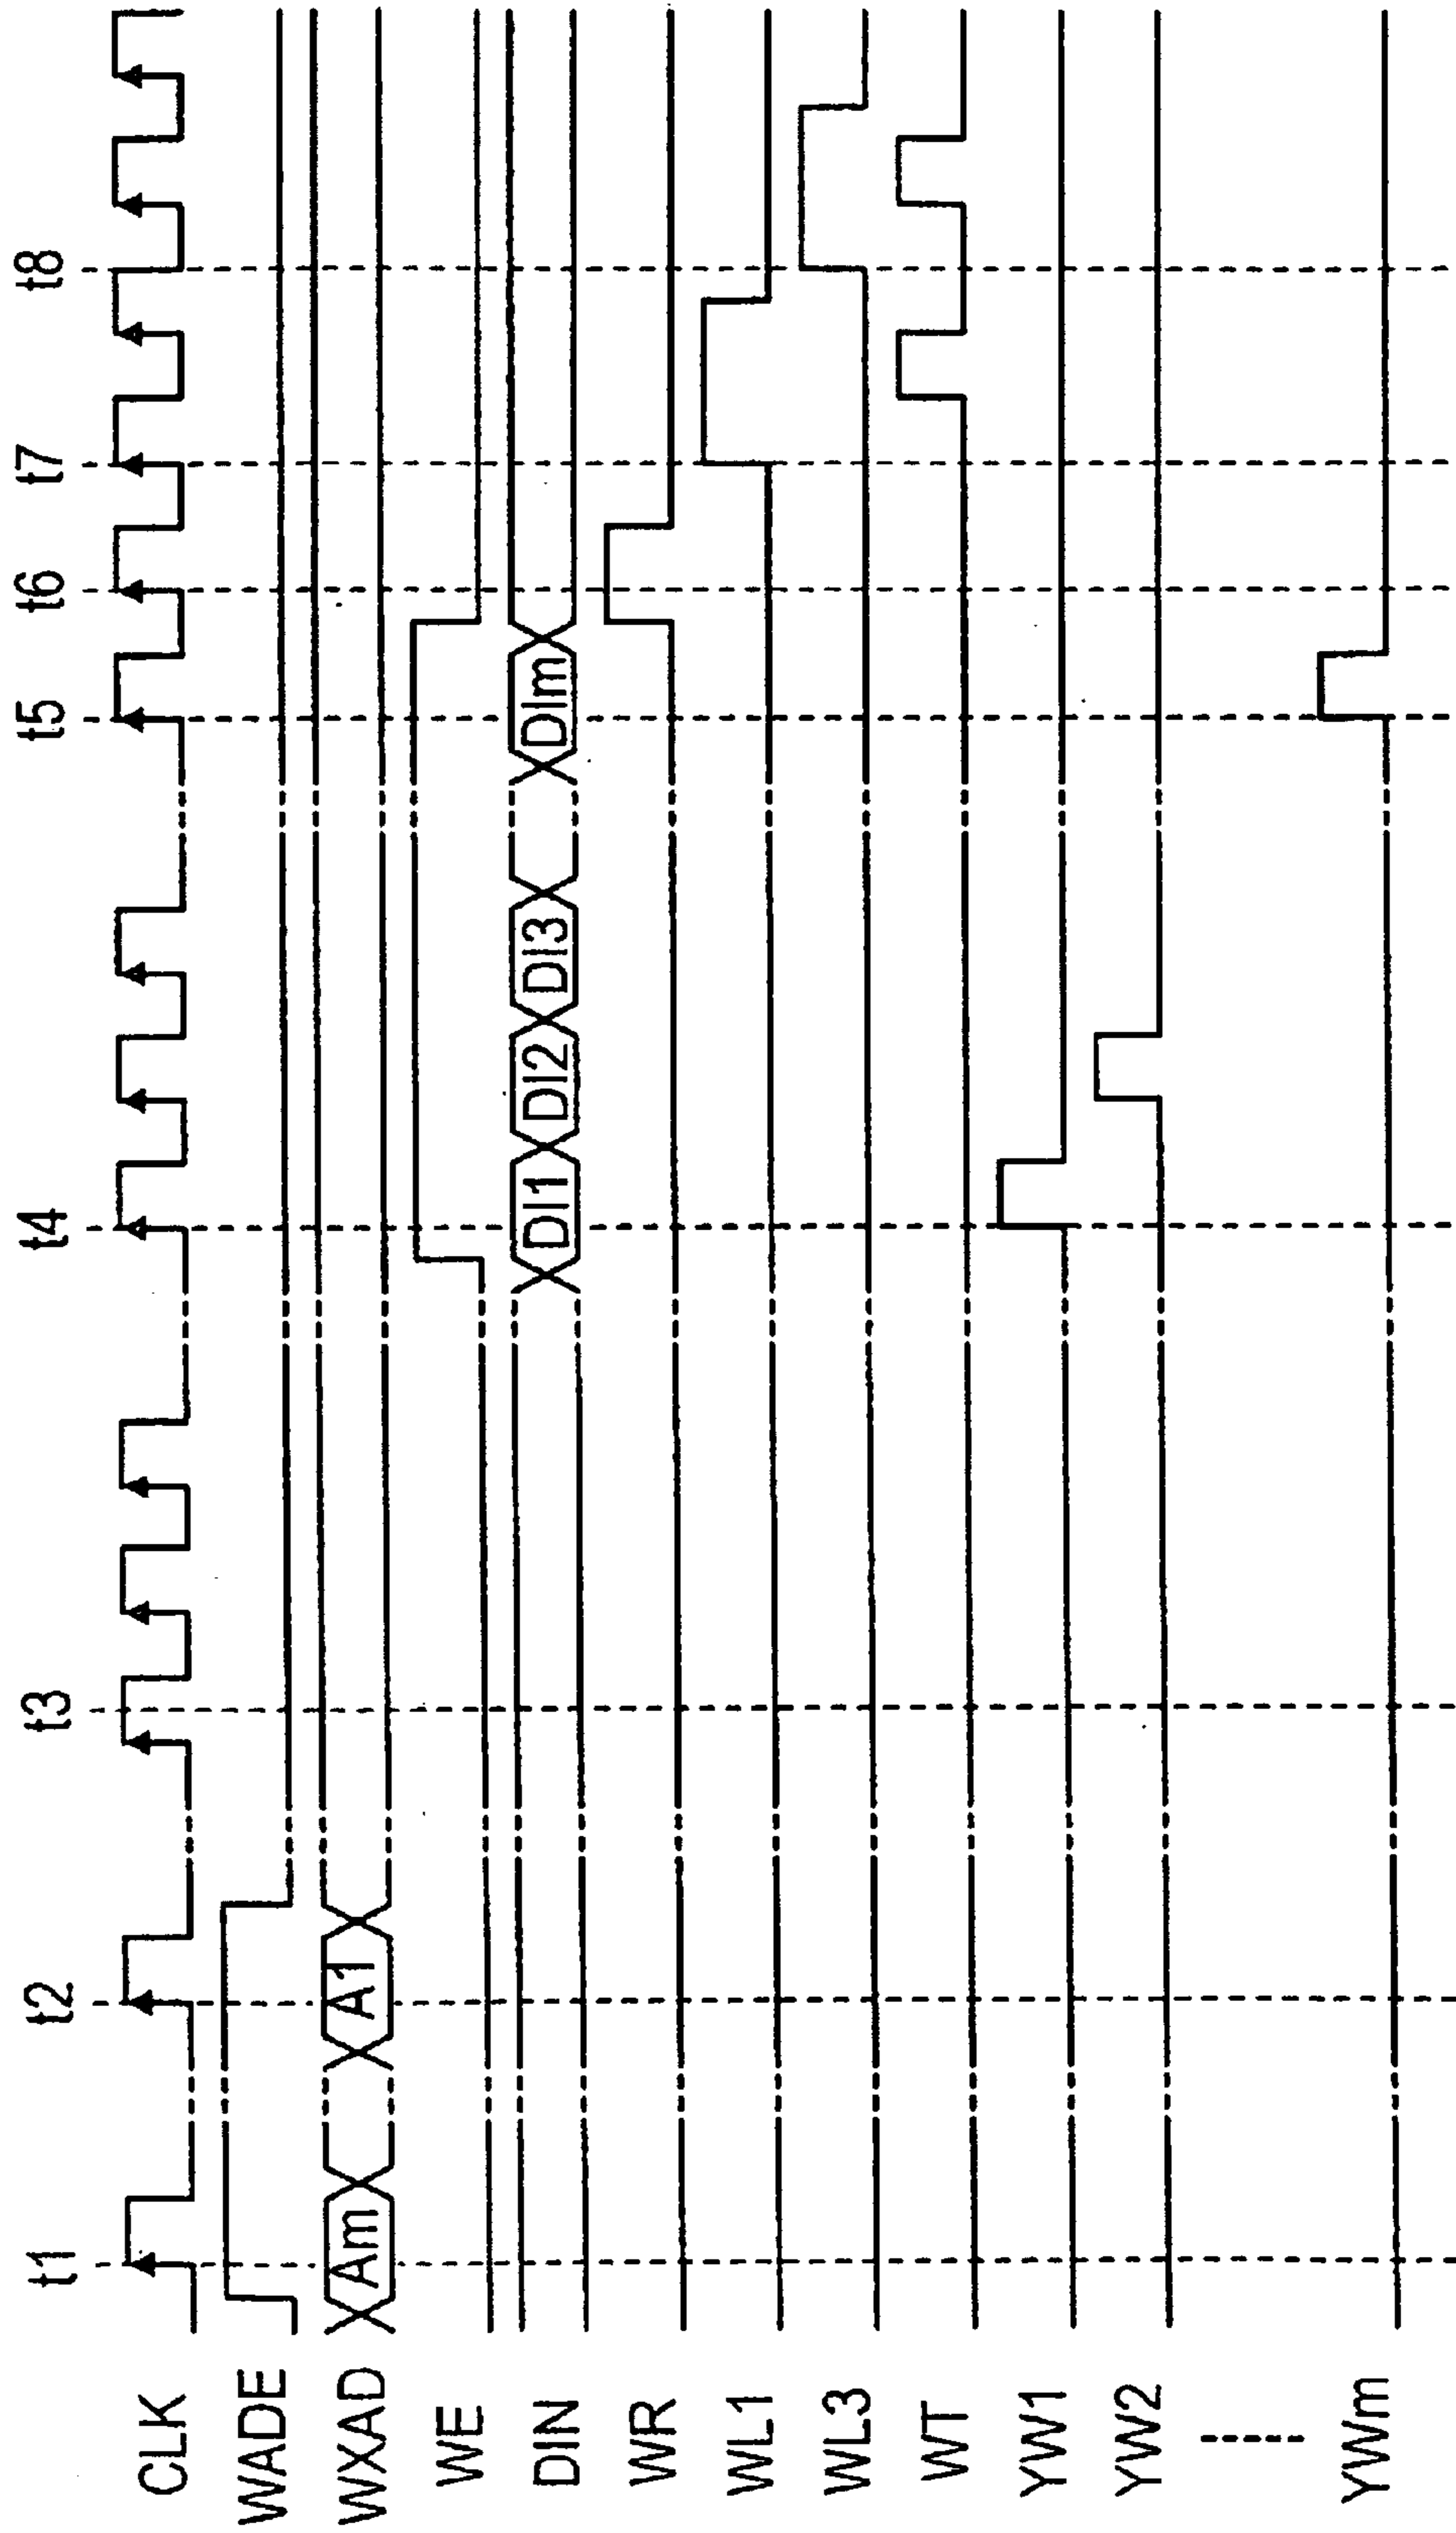 t1 t2 t3 t4 t5 t6 t7 t8
CLK
WADE
WXAD Am A1
WE
DIN DI1 DI2 DI3 DIm
WR
WL1
WL3
WT
YW1
YW2
YWm